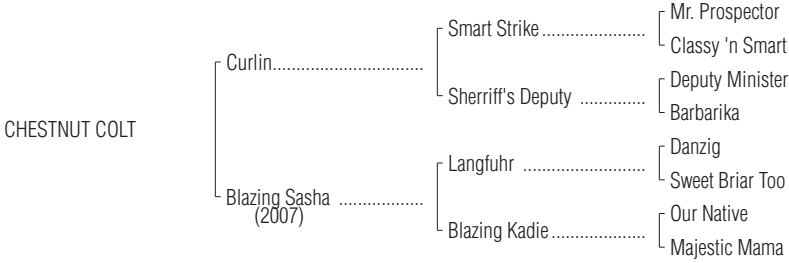 Mr. Prospector
Smart Strike......................
Classy 'n Smart
Curlin................................
Deputy Minister
Sherriff's Deputy ..............
Barbarika
CHESTNUT COLT
Danzig
Langfuhr ..........................
Sweet Briar Too
Blazing Sasha ..................
(2007)
Our Native
Blazing Kadie....................
Majestic Mama